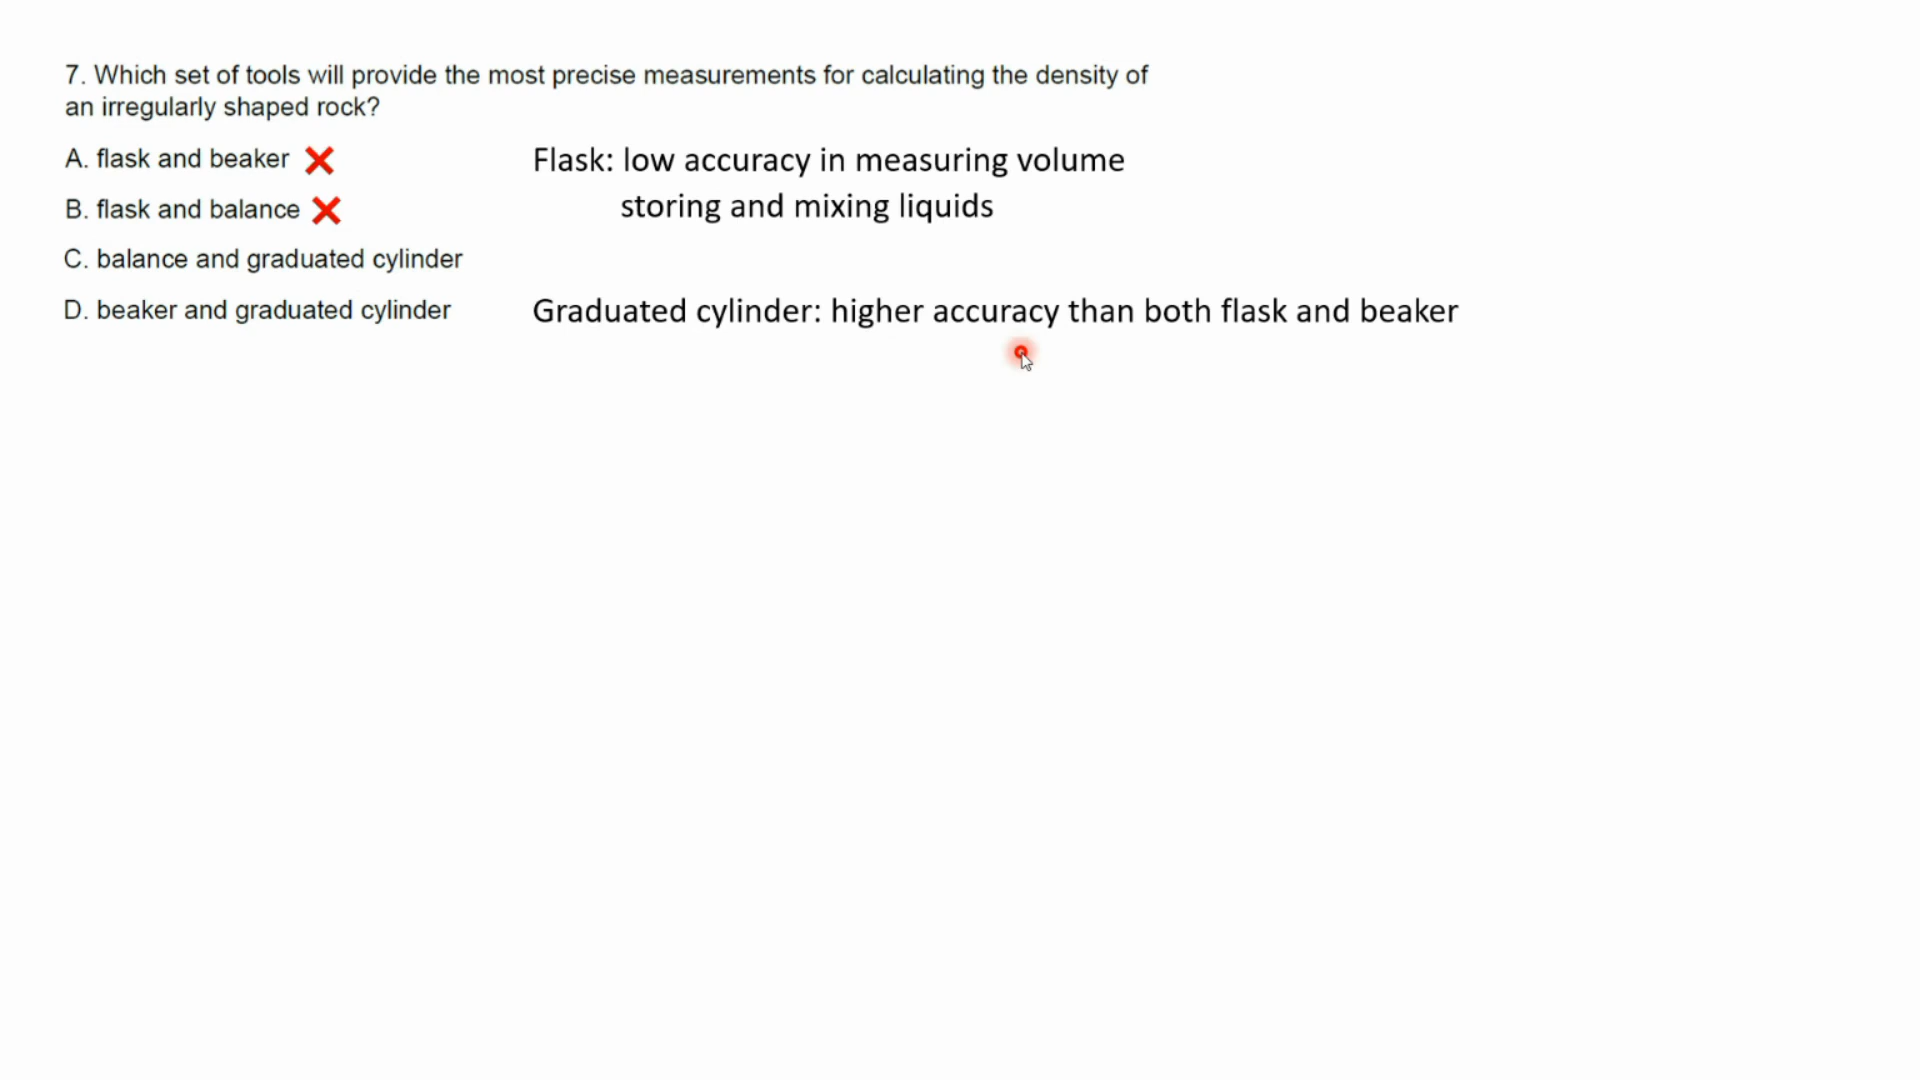 7. Which set of tools will provide the most precise measurements for calculating the density of
an irregularly shaped rock?
A. flask and beaker
Flask: low accuracy in measuring volume
storing and mixing liquids
B. flask and balance
C. balance and graduated cylinder
D. beaker and graduated cylinder
Graduated cylinder: higher accuracy than both flask and beaker